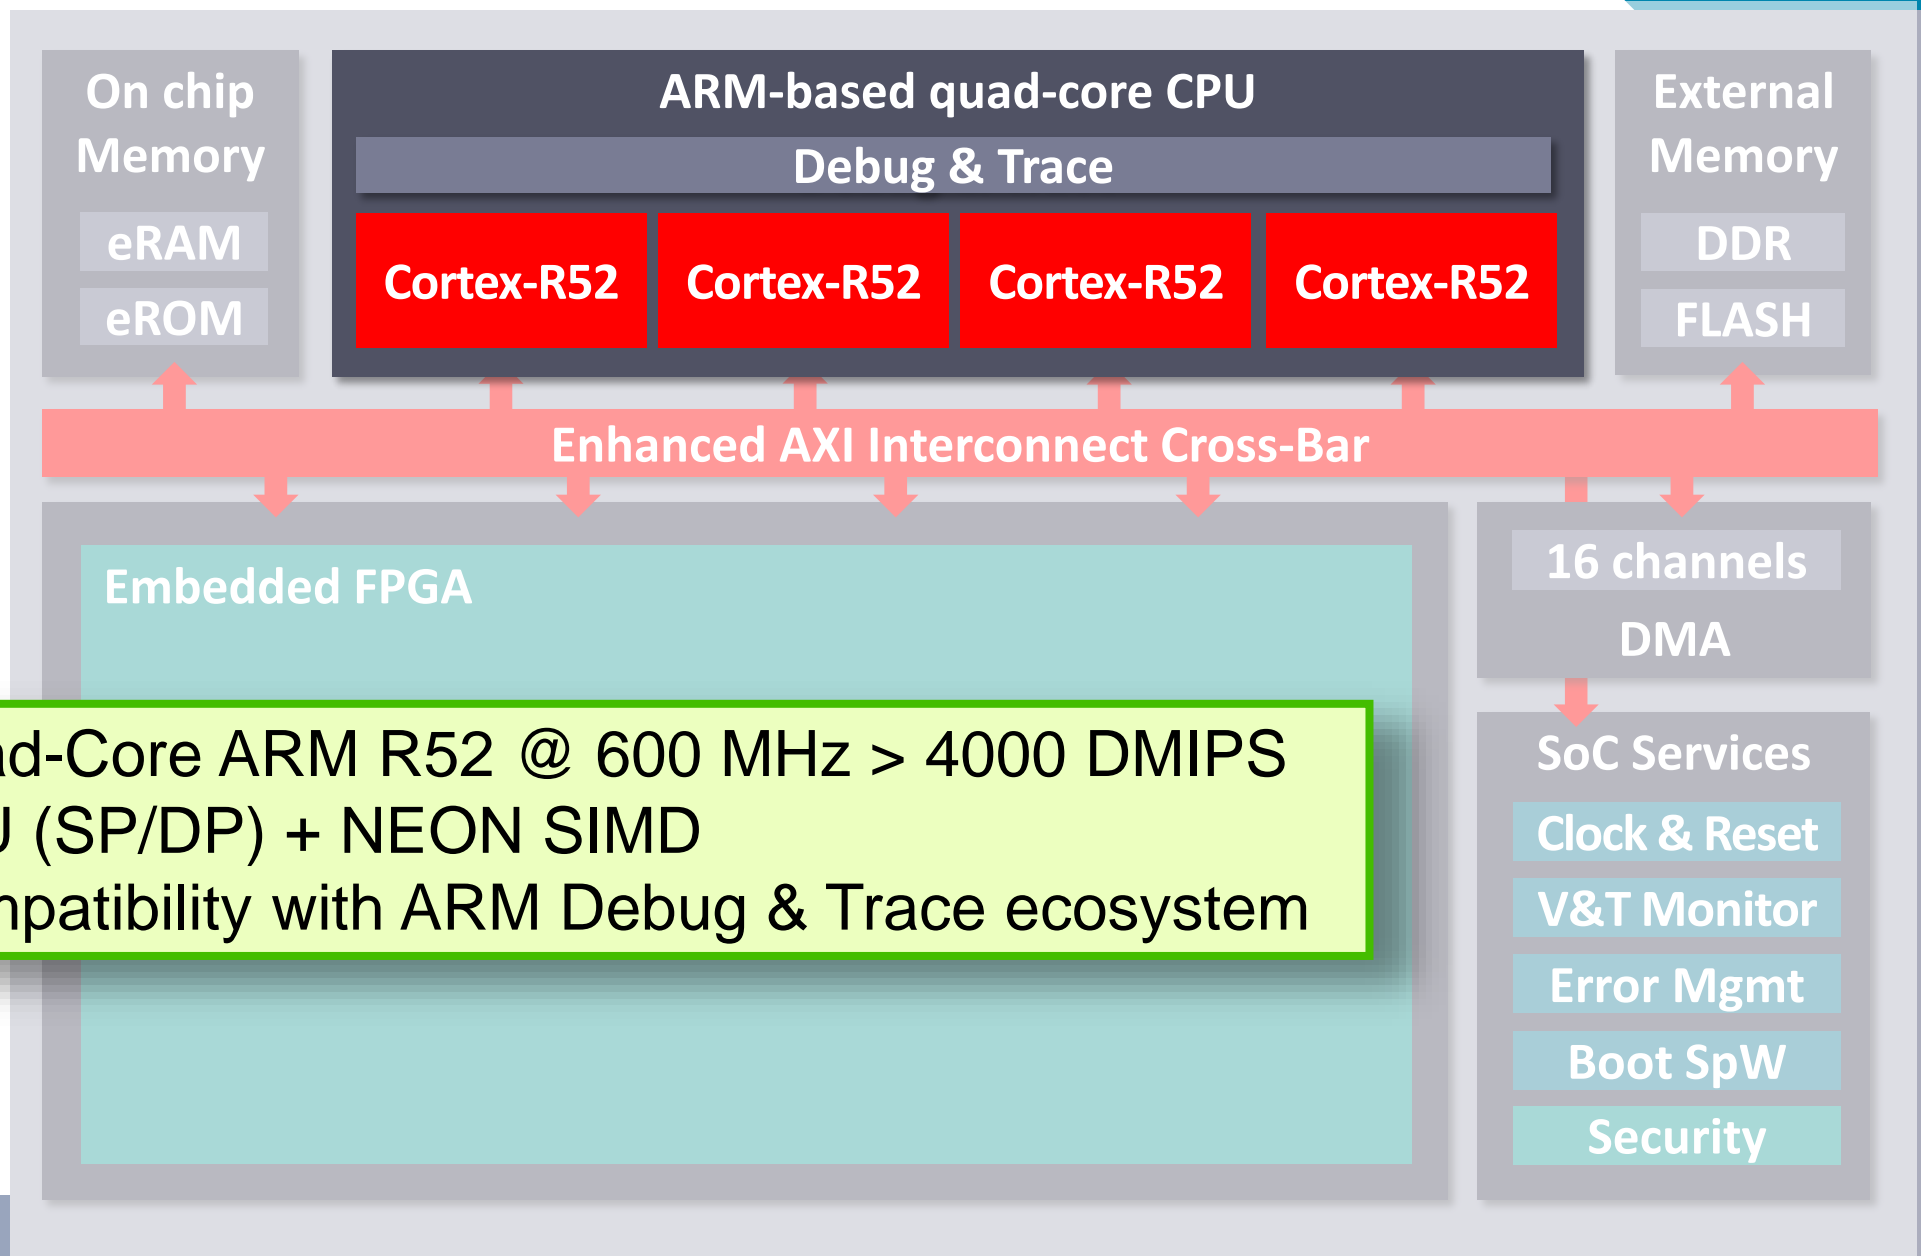 On chip
Memory
eRAM
eROM
ARM-based quad-core CPU
Debug & Trace
Cortex-R52
Cortex-R52
Cortex-R52
Cortex-R52
External
Memory
DDR
FLASH
Enhanced AXI Interconnect Cross-Bar
Embedded FPGA
ad-Core ARM R52 @ 600 MHz > 4000 DMIPS
U (SP/DP) + NEON SIMD
mpatibility with ARM Debug & Trace ecosystem
16 channels
DMA
SoC Services
Clock & Reset
V&T Monitor
Error Mgmt
Boot SpW
Security